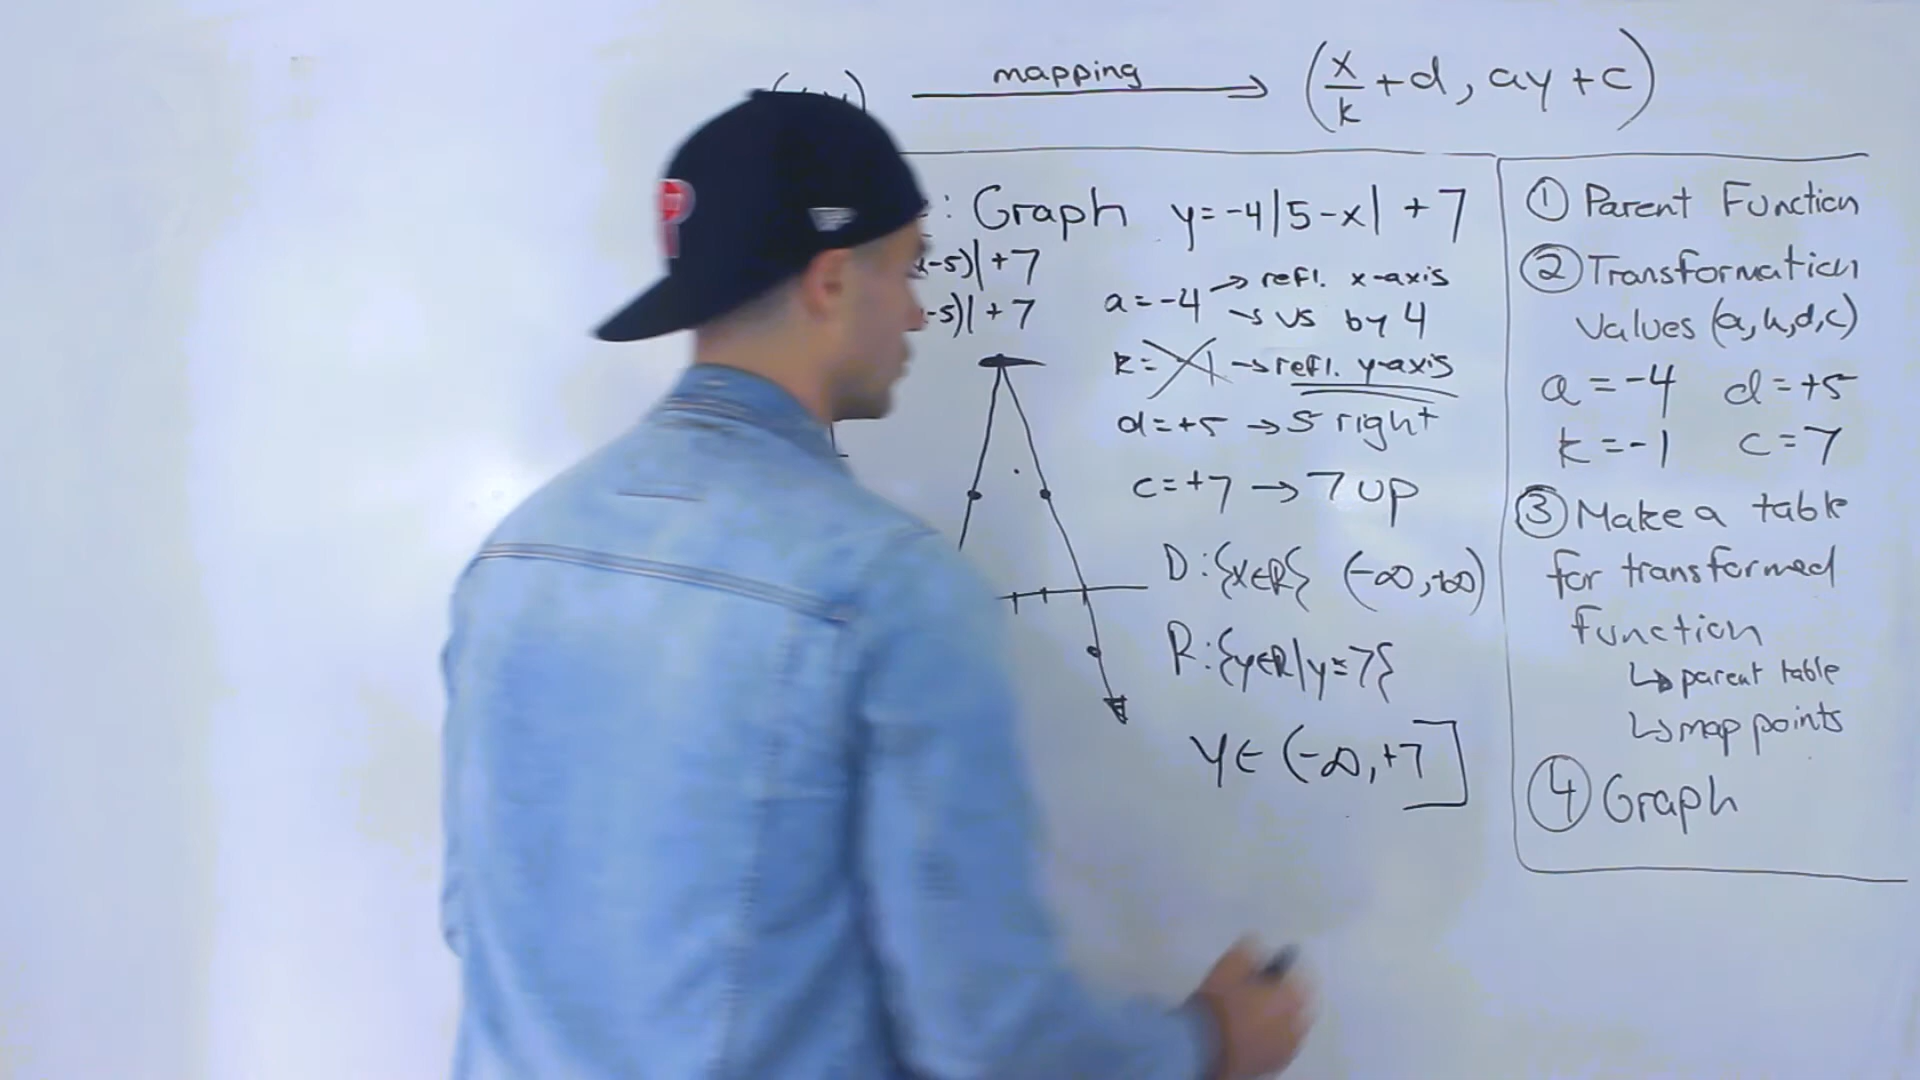 mapping
(x/k + d, ay + c)
: Graph y = -4|5-x| + 7
-5)| + 7
-5)| + 7
a = -4 → refl. x-axis
→ vs by 4
k = -1 → refl. y-axis
d = +5 → 5 right
c = +7 → 7 up
D: {x∈R} (-∞, +∞)
R: {y∈R | y≤7}
y∈ (-∞, +7]
① Parent Function
② Transformation
values (a, k, d, c)
a = -4 d = +5
k = -1 c = 7
③ Make a table
for transformed
function
↳ parent table
↳ map points
④ Graph